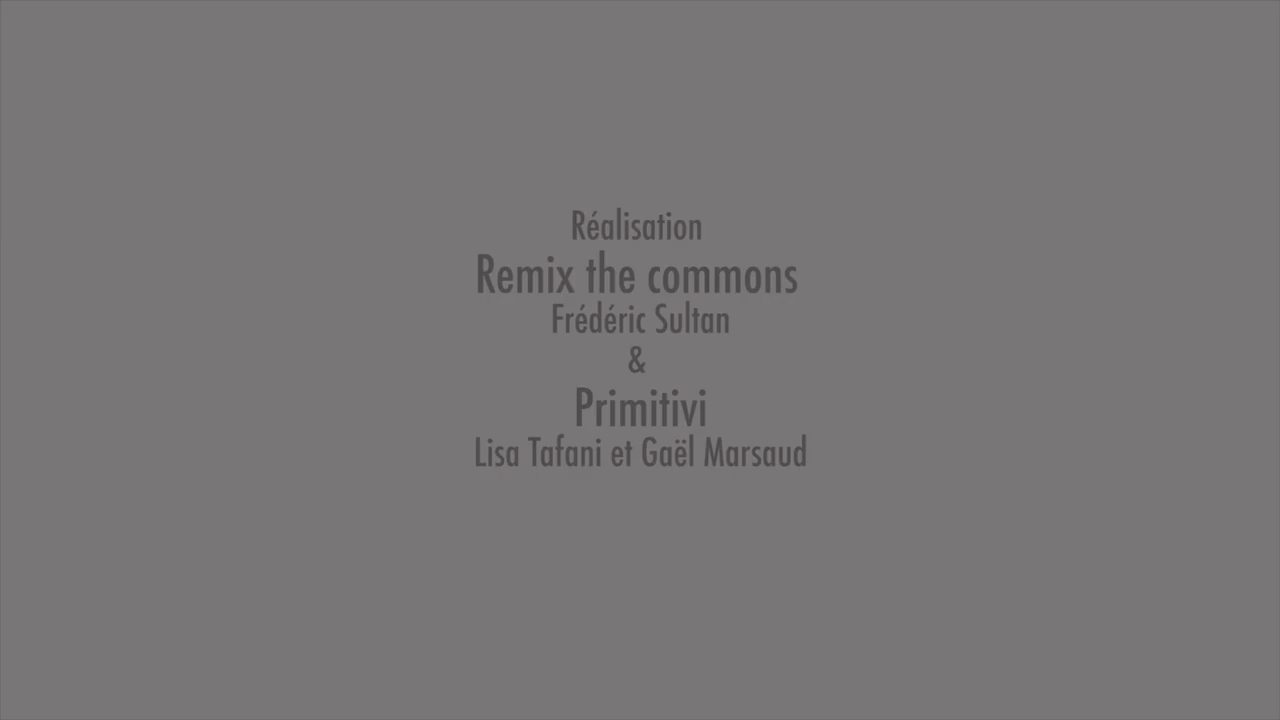 Réalisation
Remix the commons
Frédéric Sultan
&
Primitivi
Lisa Tafani et Gaël Marsaud